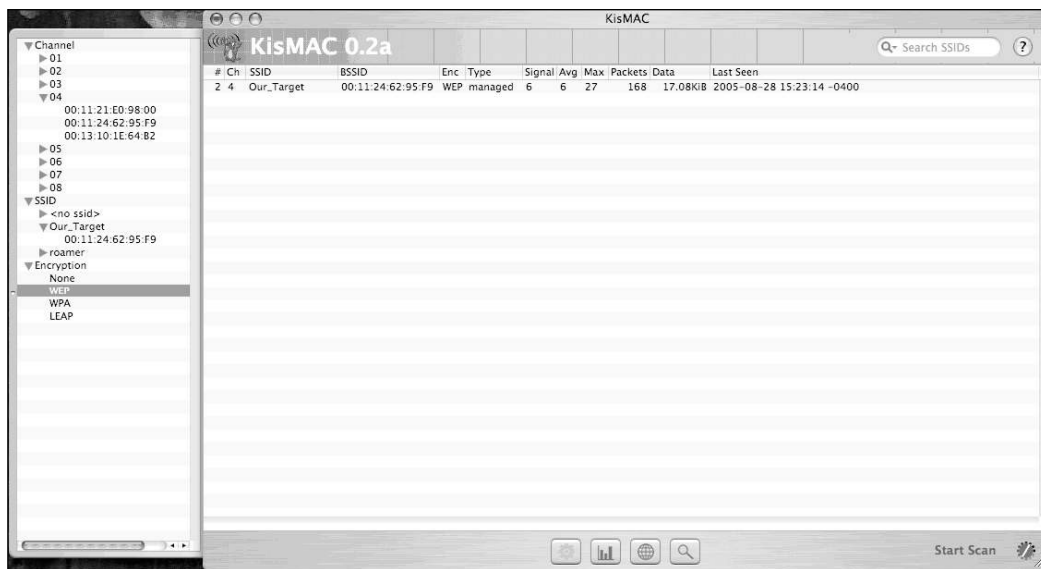 KisMAC
KisMAC 0.2a
Search SSIDs
?
Channel
01
02
03
04
00:11:21:E0:98:00
00:11:24:62:95:F9
00:13:10:1E:64:B2
05
06
07
08
SSID
<no ssid>
Our_Target
00:11:24:62:95:F9
roamer
Encryption
None
WEP
WPA
LEAP
# Ch SSID BSSID Enc Type Signal Avg Max Packets Data Last Seen
2 4 Our_Target 00:11:24:62:95:F9 WEP managed 6 6 27 168 17.08KiB 2005-08-28 15:23:14 -0400
Start Scan